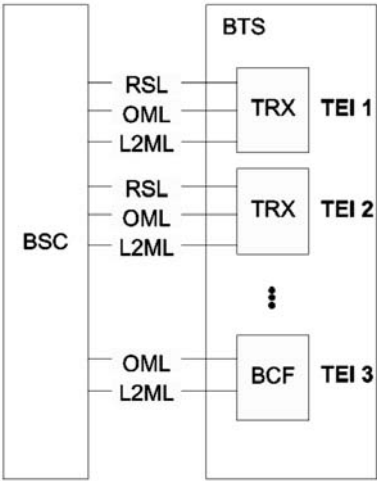 BTS
RSL
TRX TEI 1
OML
L2ML
RSL
TRX TEI 2
OML
BSC
L2ML
OML
BCF TEI 3
L2ML